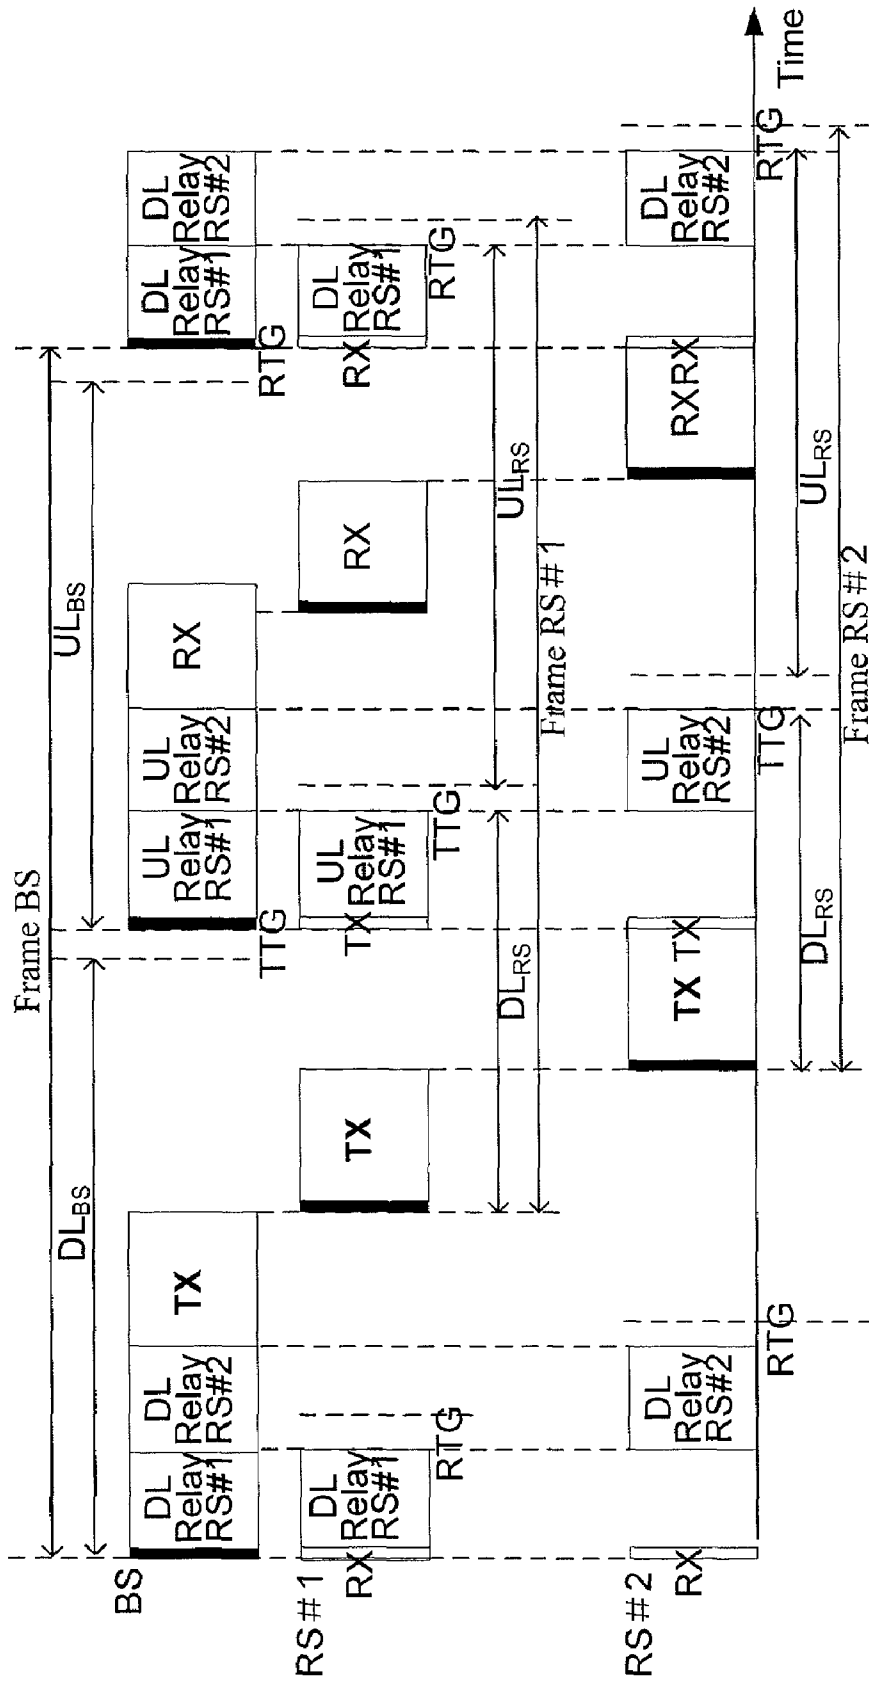 Frame BS
DL_BS
UL_BS
BS
DL
Relay
RS#1
DL
Relay
RS#2
TX
TTG
UL
Relay
RS#1
UL
Relay
RS#2
RX
RTG
DL
Relay
RS#1
DL
Relay
RS#2
RS#1
RX
DL
Relay
RS#1
RTG
TX
TX
UL
Relay
RS#1
TTG
RX
RX
DL
Relay
RS#1
RTG
DL_RS
UL_RS
Frame RS#1
RS#2
RX
DL
Relay
RS#2
RTG
TX TX
UL
Relay
RS#2
TTG
RXRX
DL
Relay
RS#2
RTG
Time
DL_RS
UL_RS
Frame RS#2